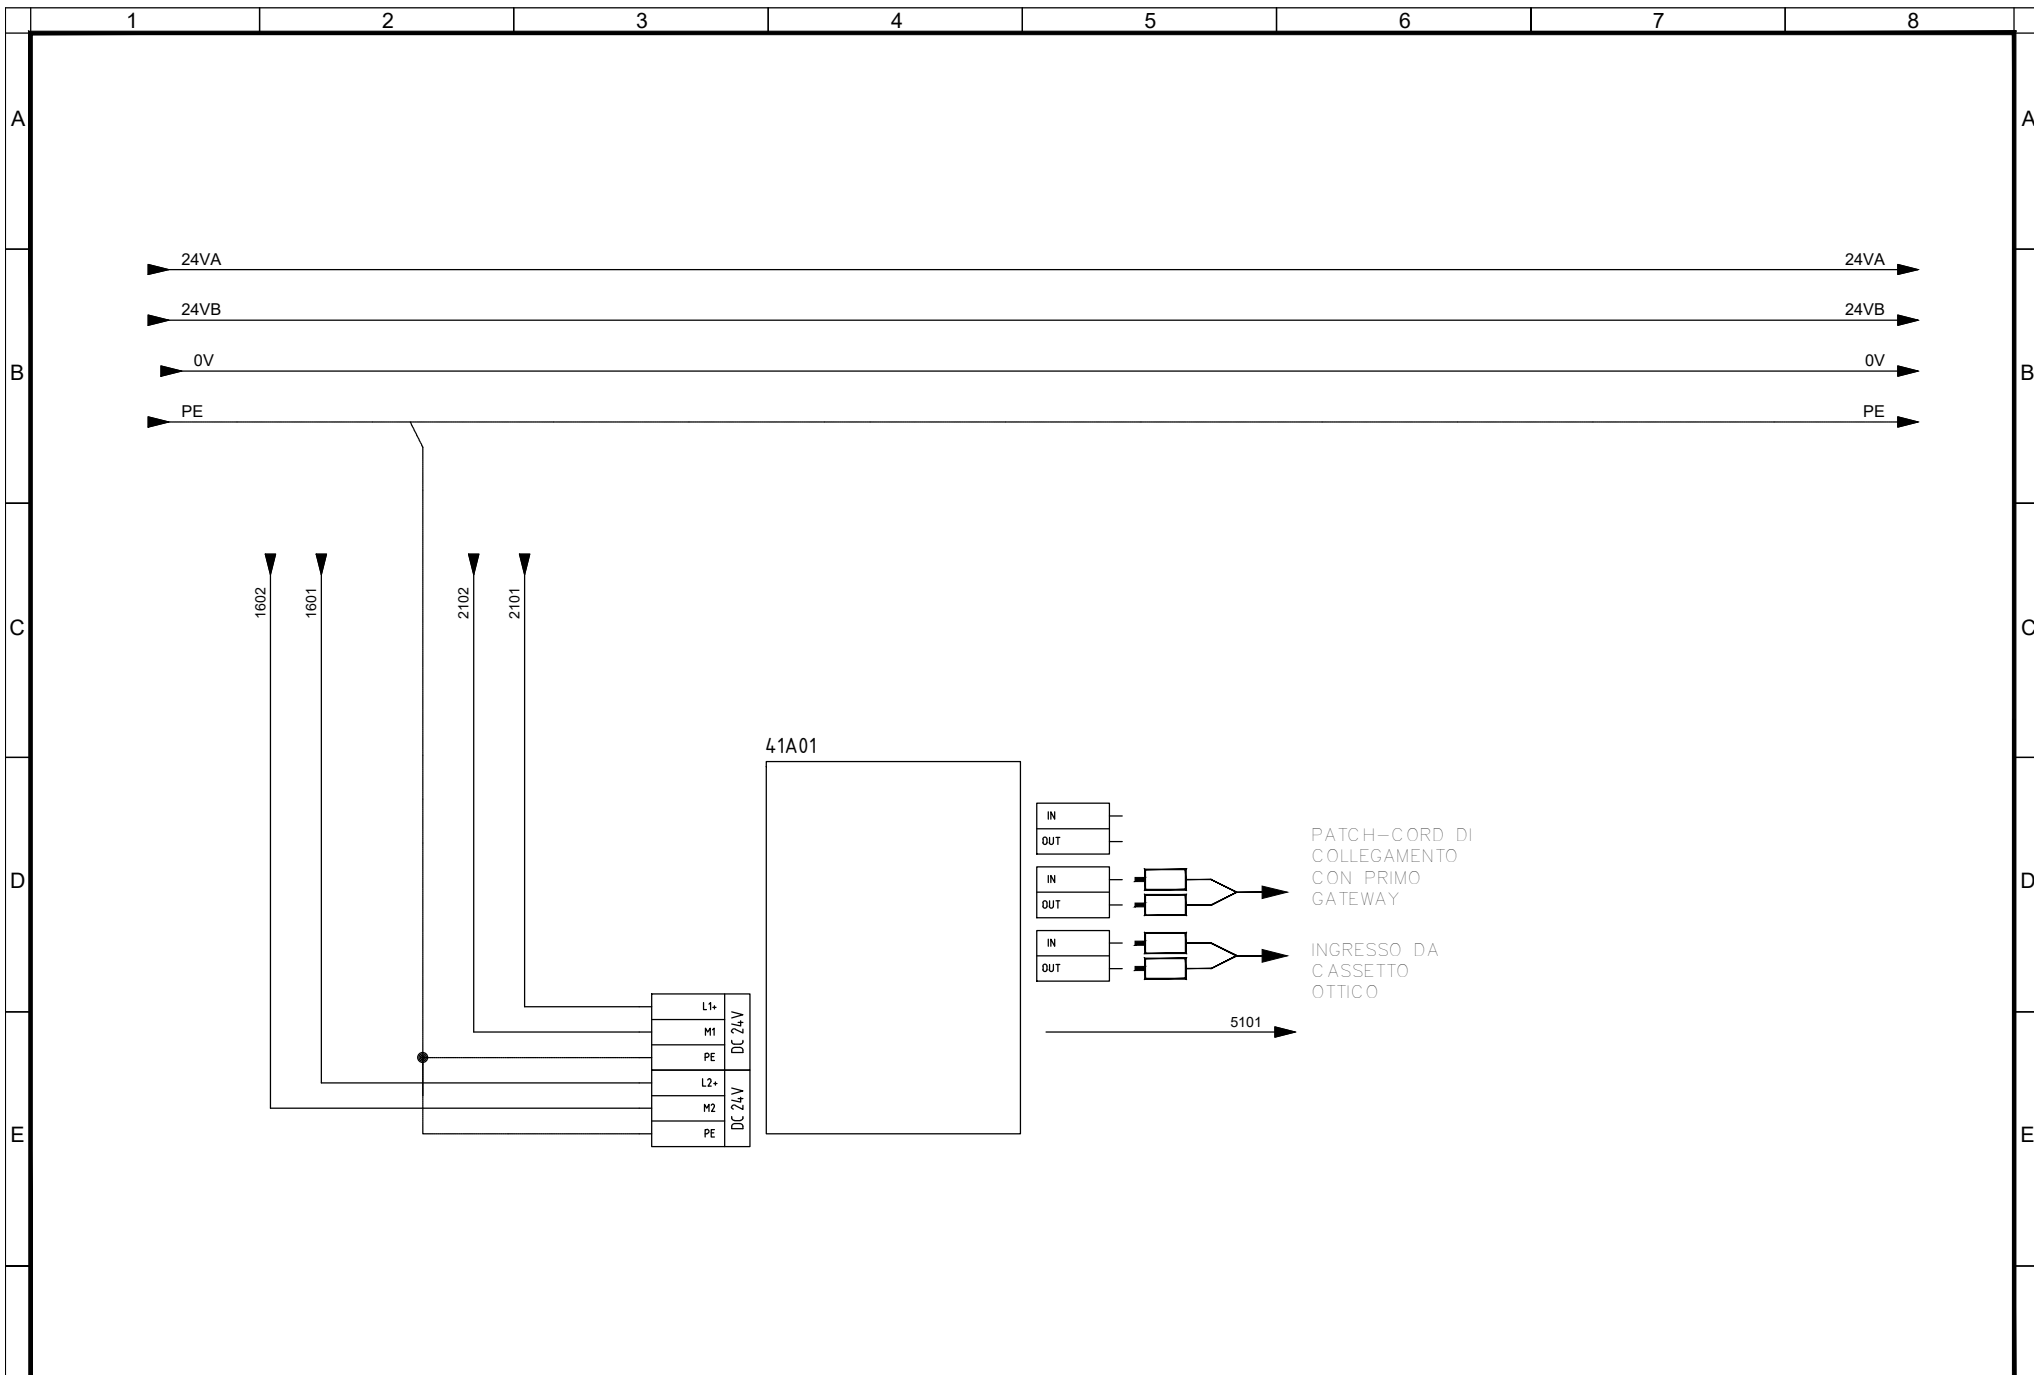 1 2 3 4 5 6 7 8
A A
24VA 24VA
24VB 24VB
B 0V 0V B
PE PE
1602 1601 2102 2101
C C
41A01
IN
OUT
PATCH-CORD DI
COLLEGAMENTO
CON PRIMO
GATEWAY
D D
IN
OUT
IN
OUT
INGRESSO DA
CASSETTO
OTTICO
L1+
M1
PE
DC 24V
5101
L2+
M2
PE
DC 24V
E E